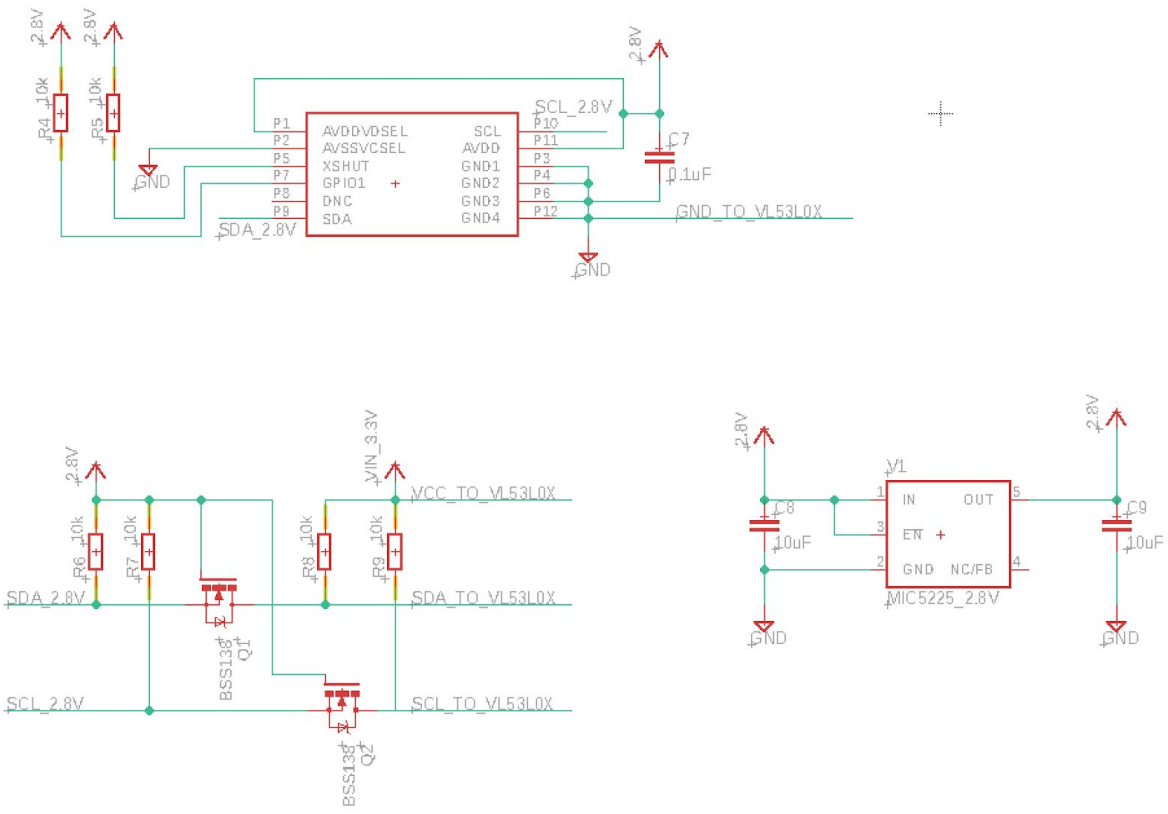 2.8V
2.8V
10k
R4
10k
R5
GND
P1 AVDDVDSEL
P2 AVSSVCSEL
P5 XSHUT
P7 GPIO1
P8 DNC
P9 SDA
SDA_2.8V
SCL P10
AVDD P11
GND1 P3
GND2 P4
GND3 P6
GND4 P12
SCL_2.8V
2.8V
C7
0.1uF
GND_TO_VL53L0X
GND
2.8V
10k
R6
10k
R7
SDA_2.8V
SCL_2.8V
BSS138
Q1
VIN_3.3V
VCC_TO_VL53L0X
10k
R8
10k
R9
SDA_TO_VL53L0X
SCL_TO_VL53L0X
BSS138
Q2
2.8V
C8
10uF
GND
V1
1 IN OUT 5
3 EN
2 GND NC/FB 4
MIC5225_2.8V
2.8V
C9
10uF
GND